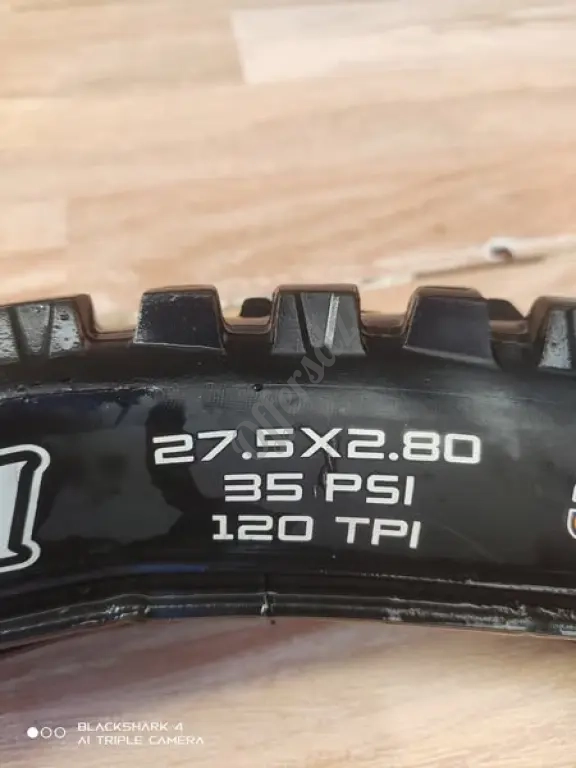 27.5X2.80
35 PSI
120 TPI
BLACKSHARK 4
AI TRIPLE CAMERA